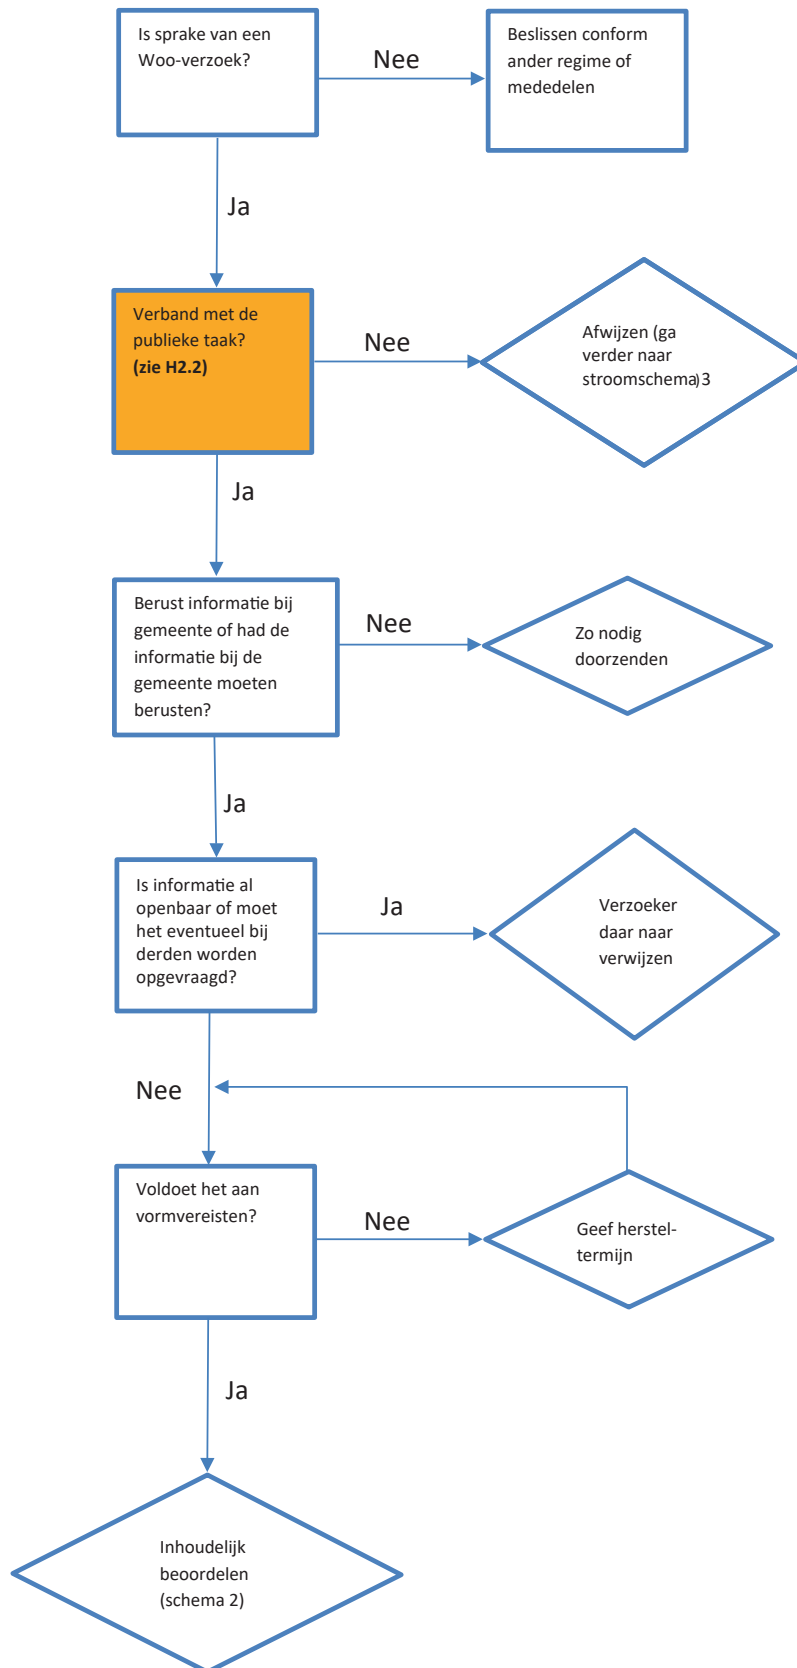 Is sprake van een
Woo-verzoek?
Nee
Beslissen conform
ander regime of
mededelen
Ja
Verband met de
publieke taak?
(zie H2.2)
Nee
Afwijzen (ga
verder naar
stroomschema)3
Ja
Berust informatie bij
gemeente of had de
informatie bij de
gemeente moeten
berusten?
Nee
Zo nodig
doorzenden
Ja
Is informatie al
openbaar of moet
het eventueel bij
derden worden
opgevraagd?
Ja
Verzoeker
daar naar
verwijzen
Nee
Voldoet het aan
vormvereisten?
Nee
Geef herstel-
termijn
Ja
Inhoudelijk
beoordelen
(schema 2)